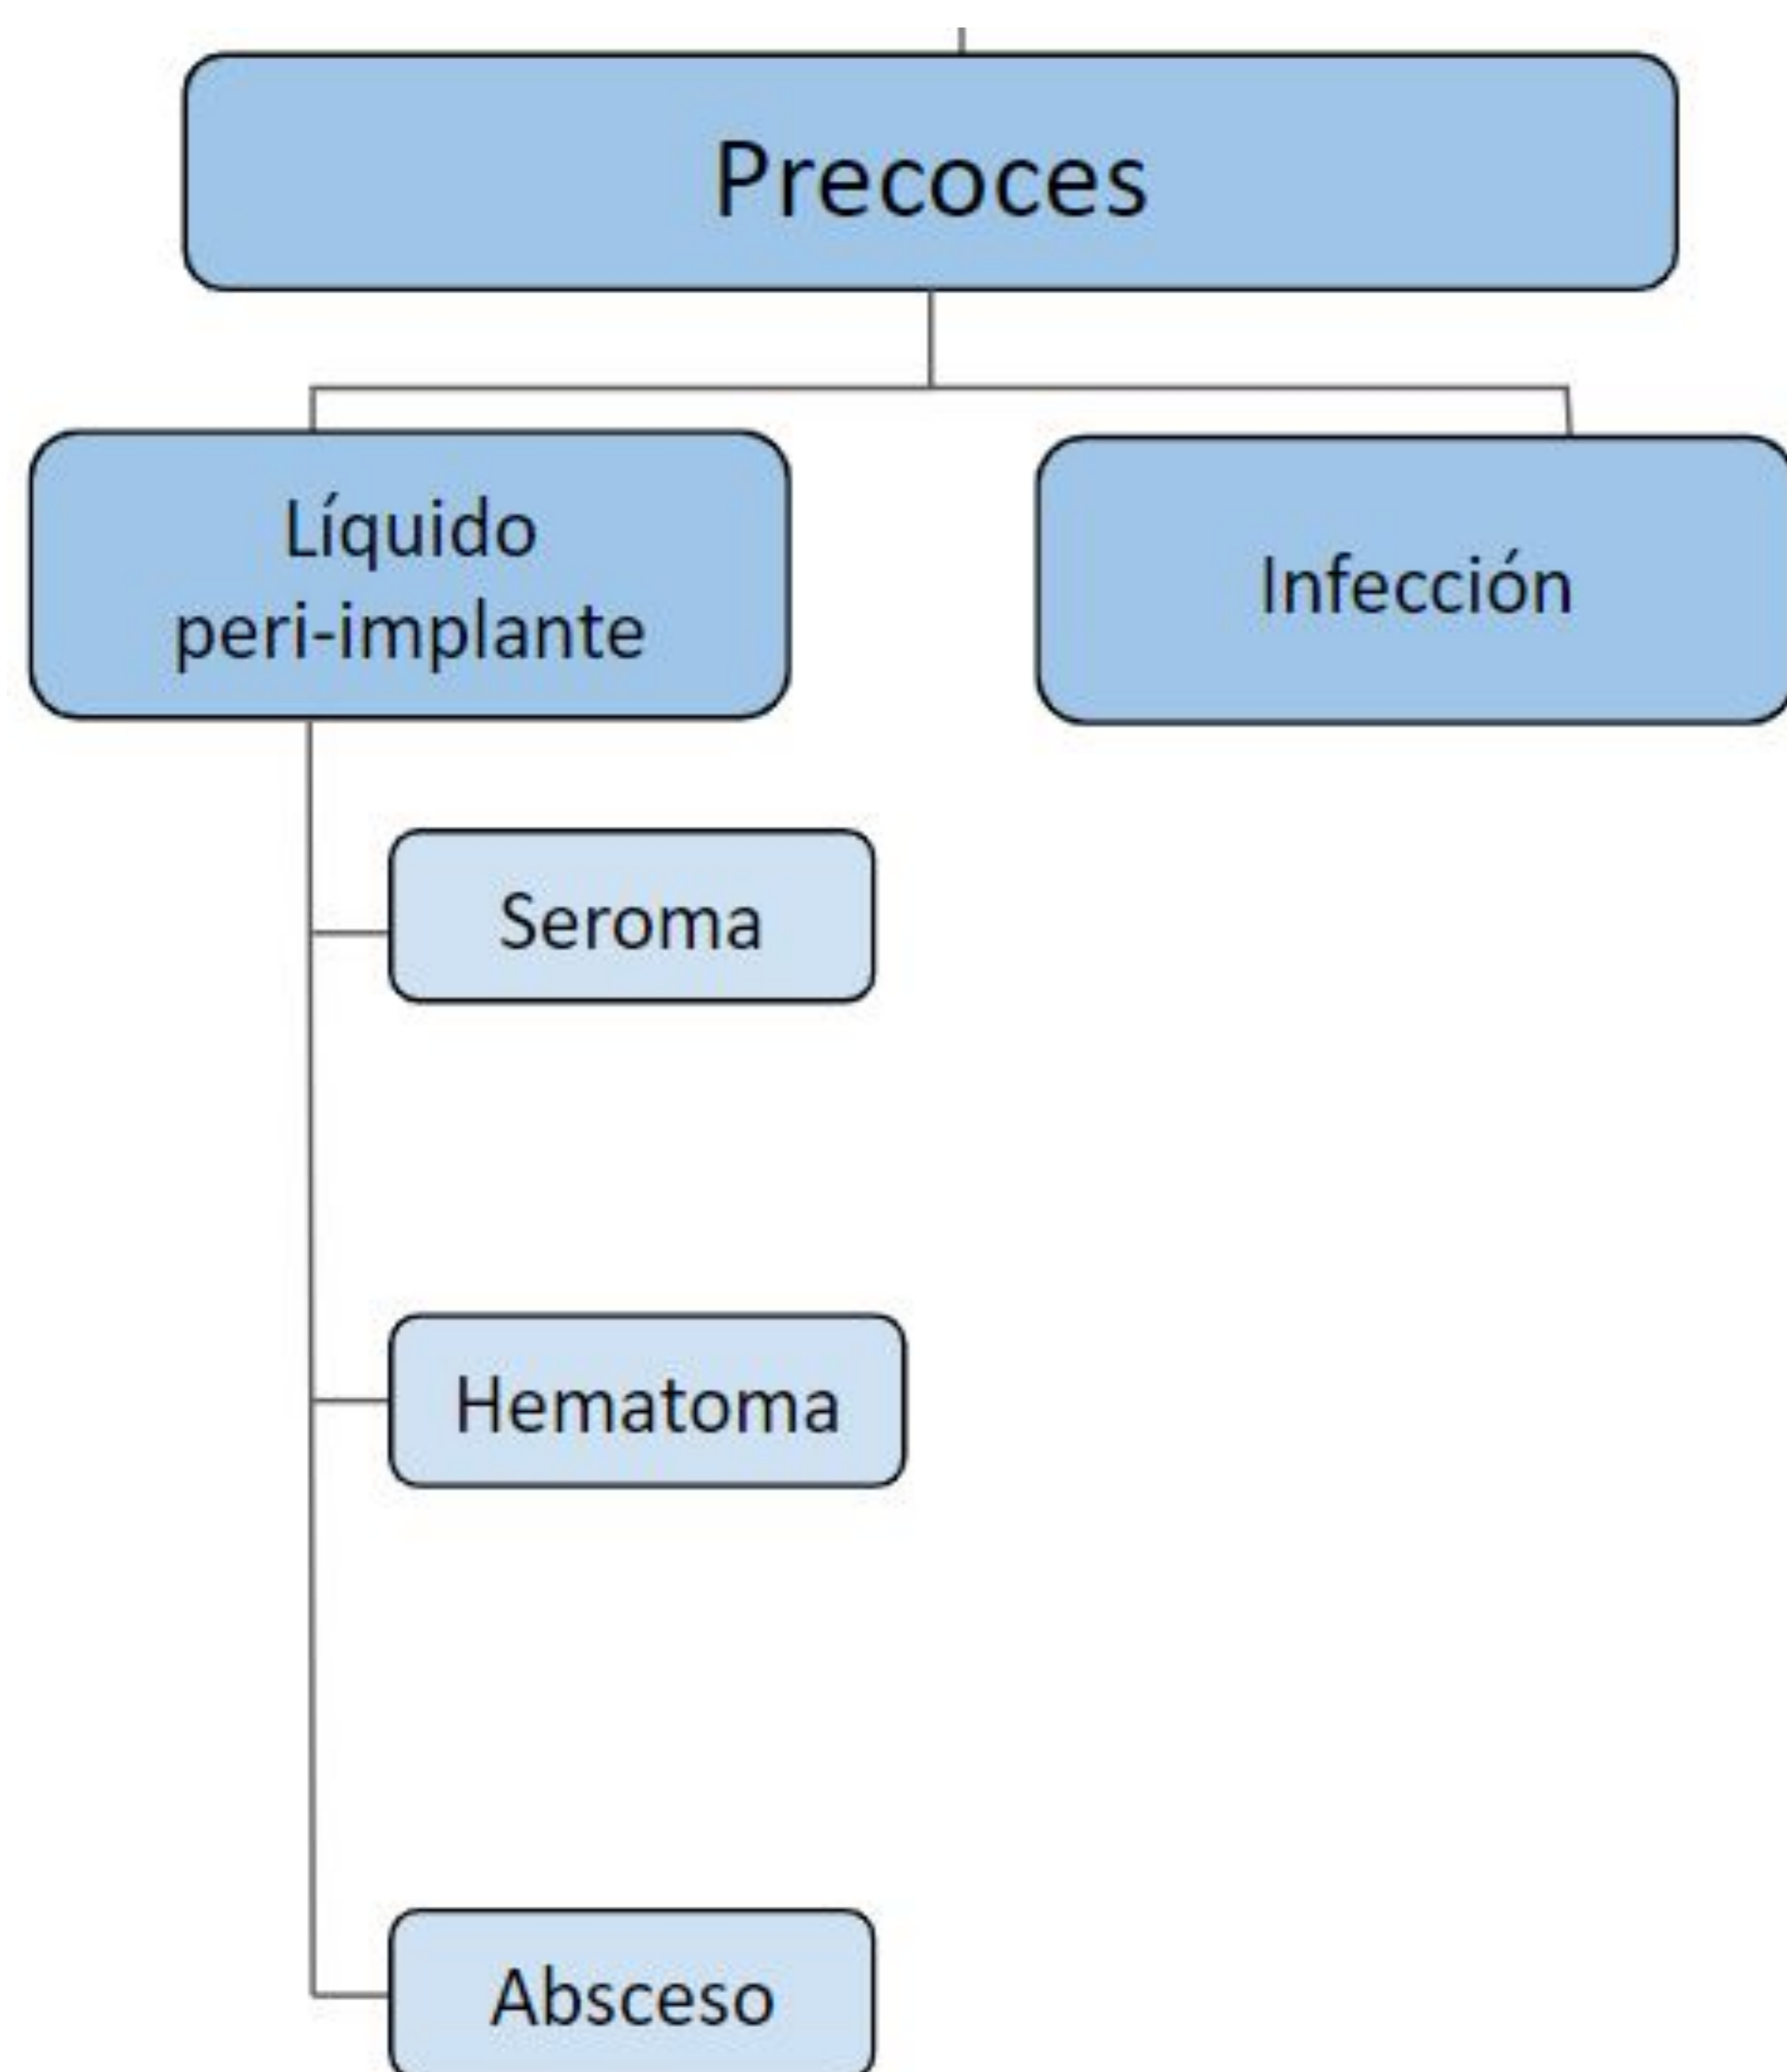 Precoces
Líquido
peri-implante
Infección
Seroma
Hematoma
Absceso